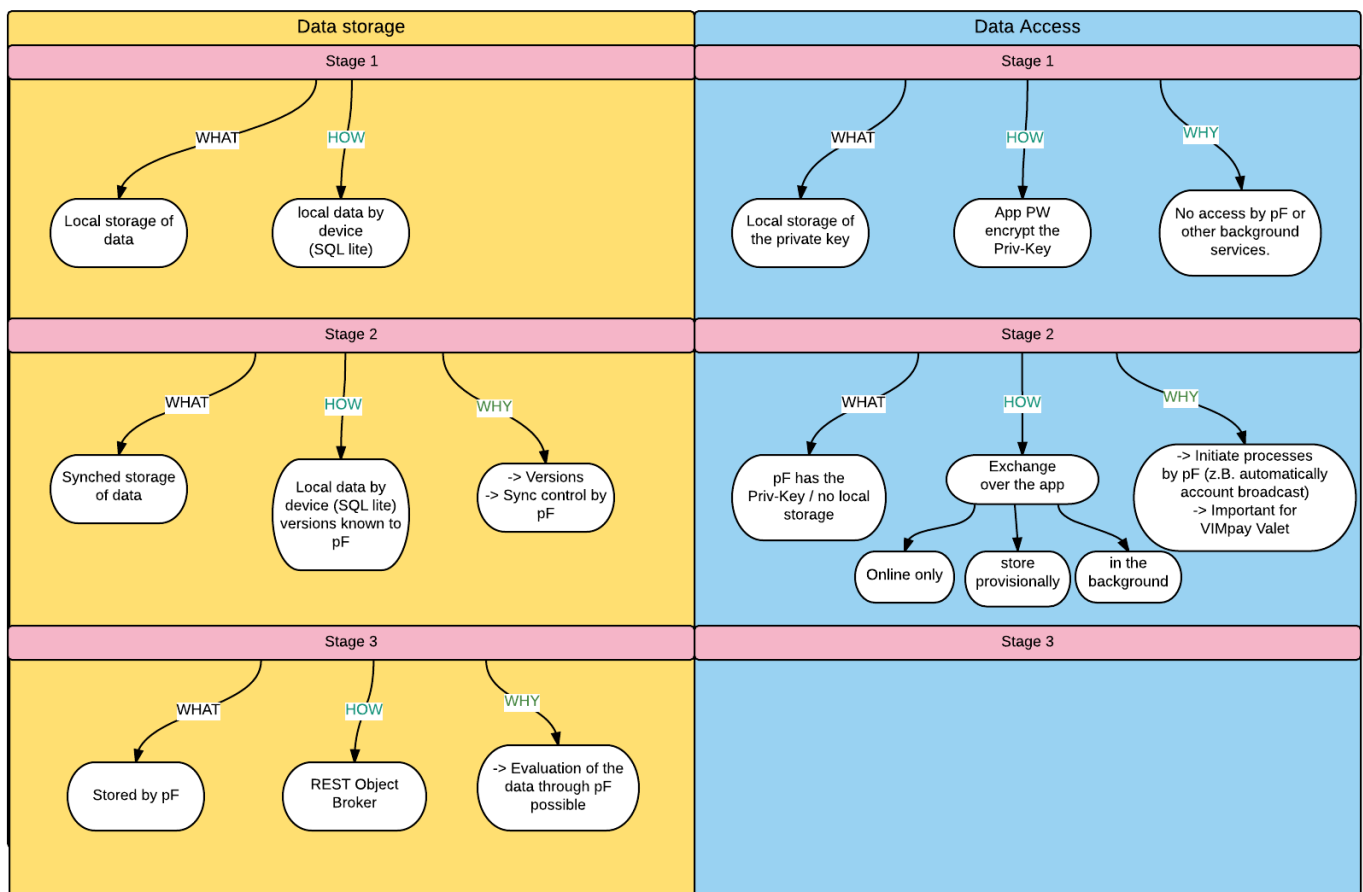 Data storage
Data Access
Stage 1
Stage 1
WHAT
HOW
WHAT
HOW
WHY
Local storage of
data
local data by
device
(SQL lite)
Local storage of
the private key
App PW
encrypt the
Priv-Key
No access by pF or
other background
services.
Stage 2
Stage 2
WHAT
HOW
WHY
WHAT
HOW
WHY
Synched storage
of data
Local data by
device (SQL lite)
versions known to
pF
-> Versions
-> Sync control by
pF
pF has the
Priv-Key / no local
storage
Exchange
over the app
-> Initiate processes
by pF (z.B. automatically
account broadcast)
-> Important for
VIMpay Valet
Online only
store
provisionally
in the
background
Stage 3
Stage 3
WHAT
HOW
WHY
Stored by pF
REST Object
Broker
-> Evaluation of the
data through pF
possible